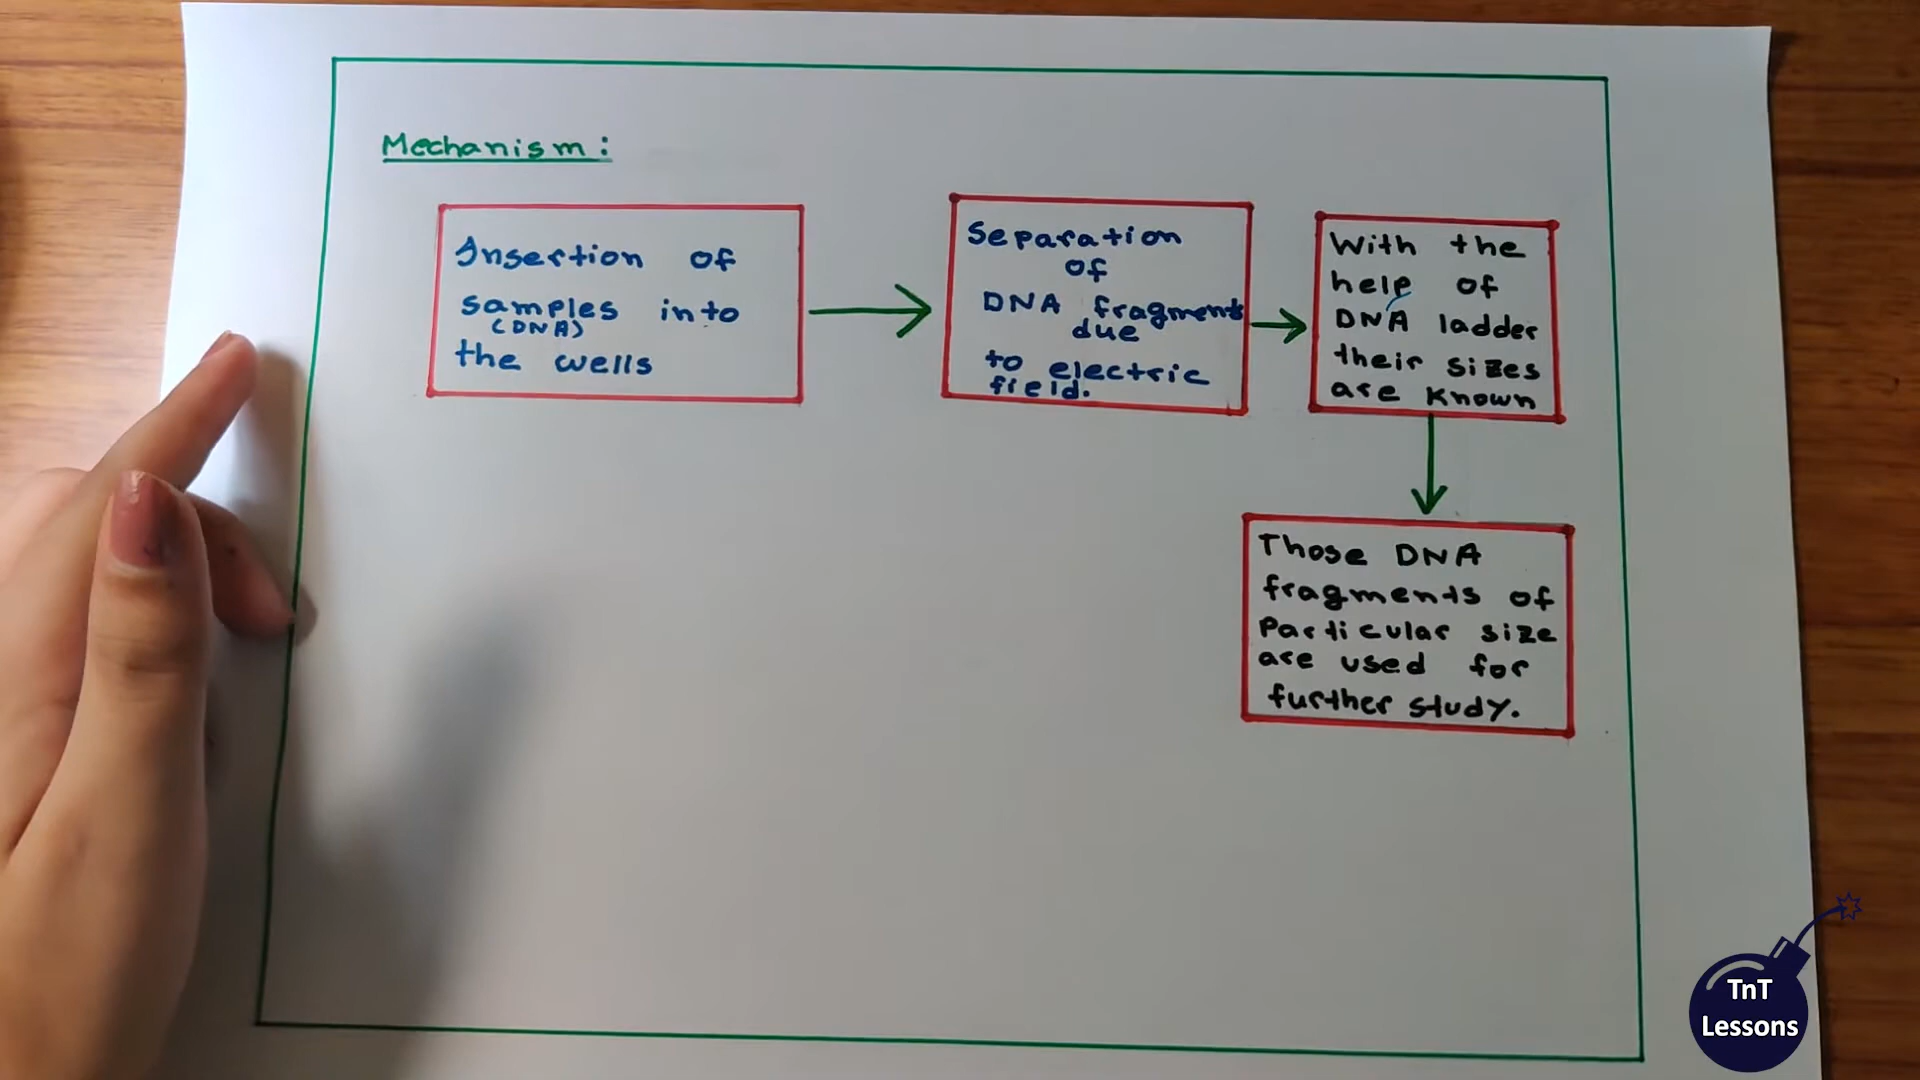 Mechanism:
Insertion of
samples into
(DNA)
the wells
Separation
of
DNA fragments
due
to electric
field.
With the
help of
DNA ladder
their sizes
are known
Those DNA
fragments of
Particular size
are used for
further study.
TnT
Lessons